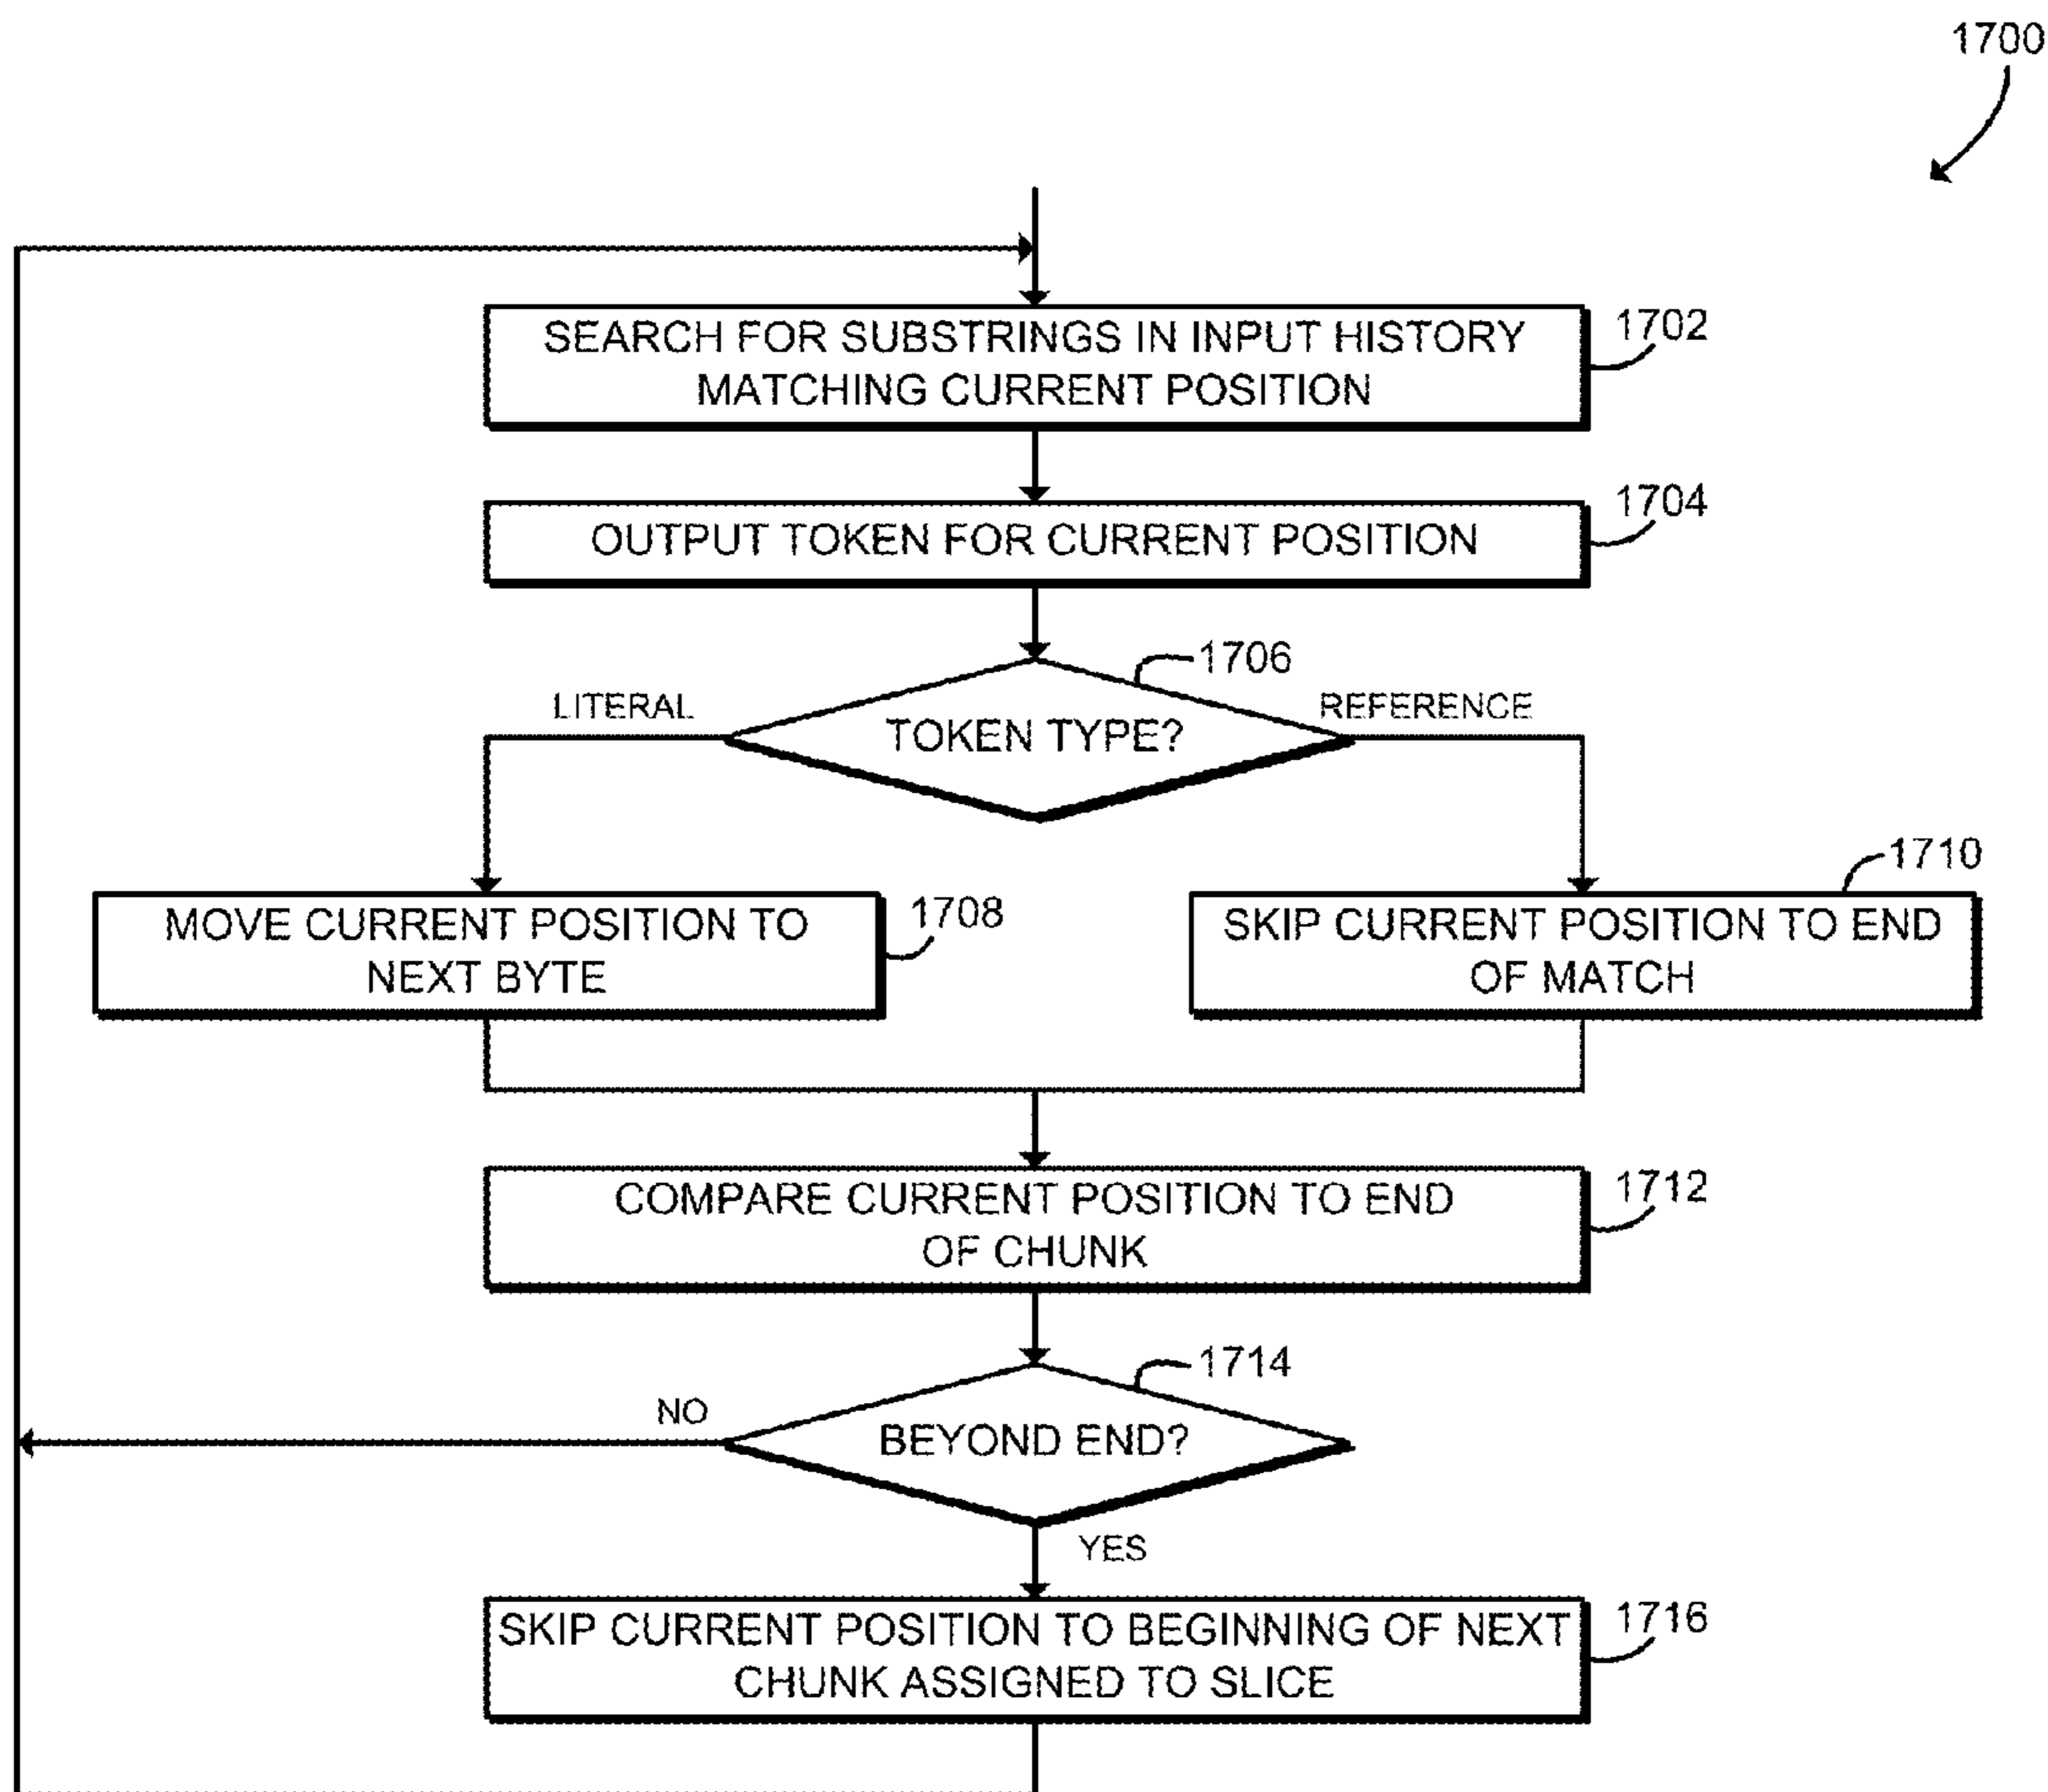 1700
SEARCH FOR SUBSTRINGS IN INPUT HISTORY
MATCHING CURRENT POSITION
1702
OUTPUT TOKEN FOR CURRENT POSITION
1704
1706
LITERAL
TOKEN TYPE?
REFERENCE
MOVE CURRENT POSITION TO
NEXT BYTE
1708
SKIP CURRENT POSITION TO END
OF MATCH
1710
COMPARE CURRENT POSITION TO END
OF CHUNK
1712
1714
NO
BEYOND END?
YES
SKIP CURRENT POSITION TO BEGINNING OF NEXT
CHUNK ASSIGNED TO SLICE
1716